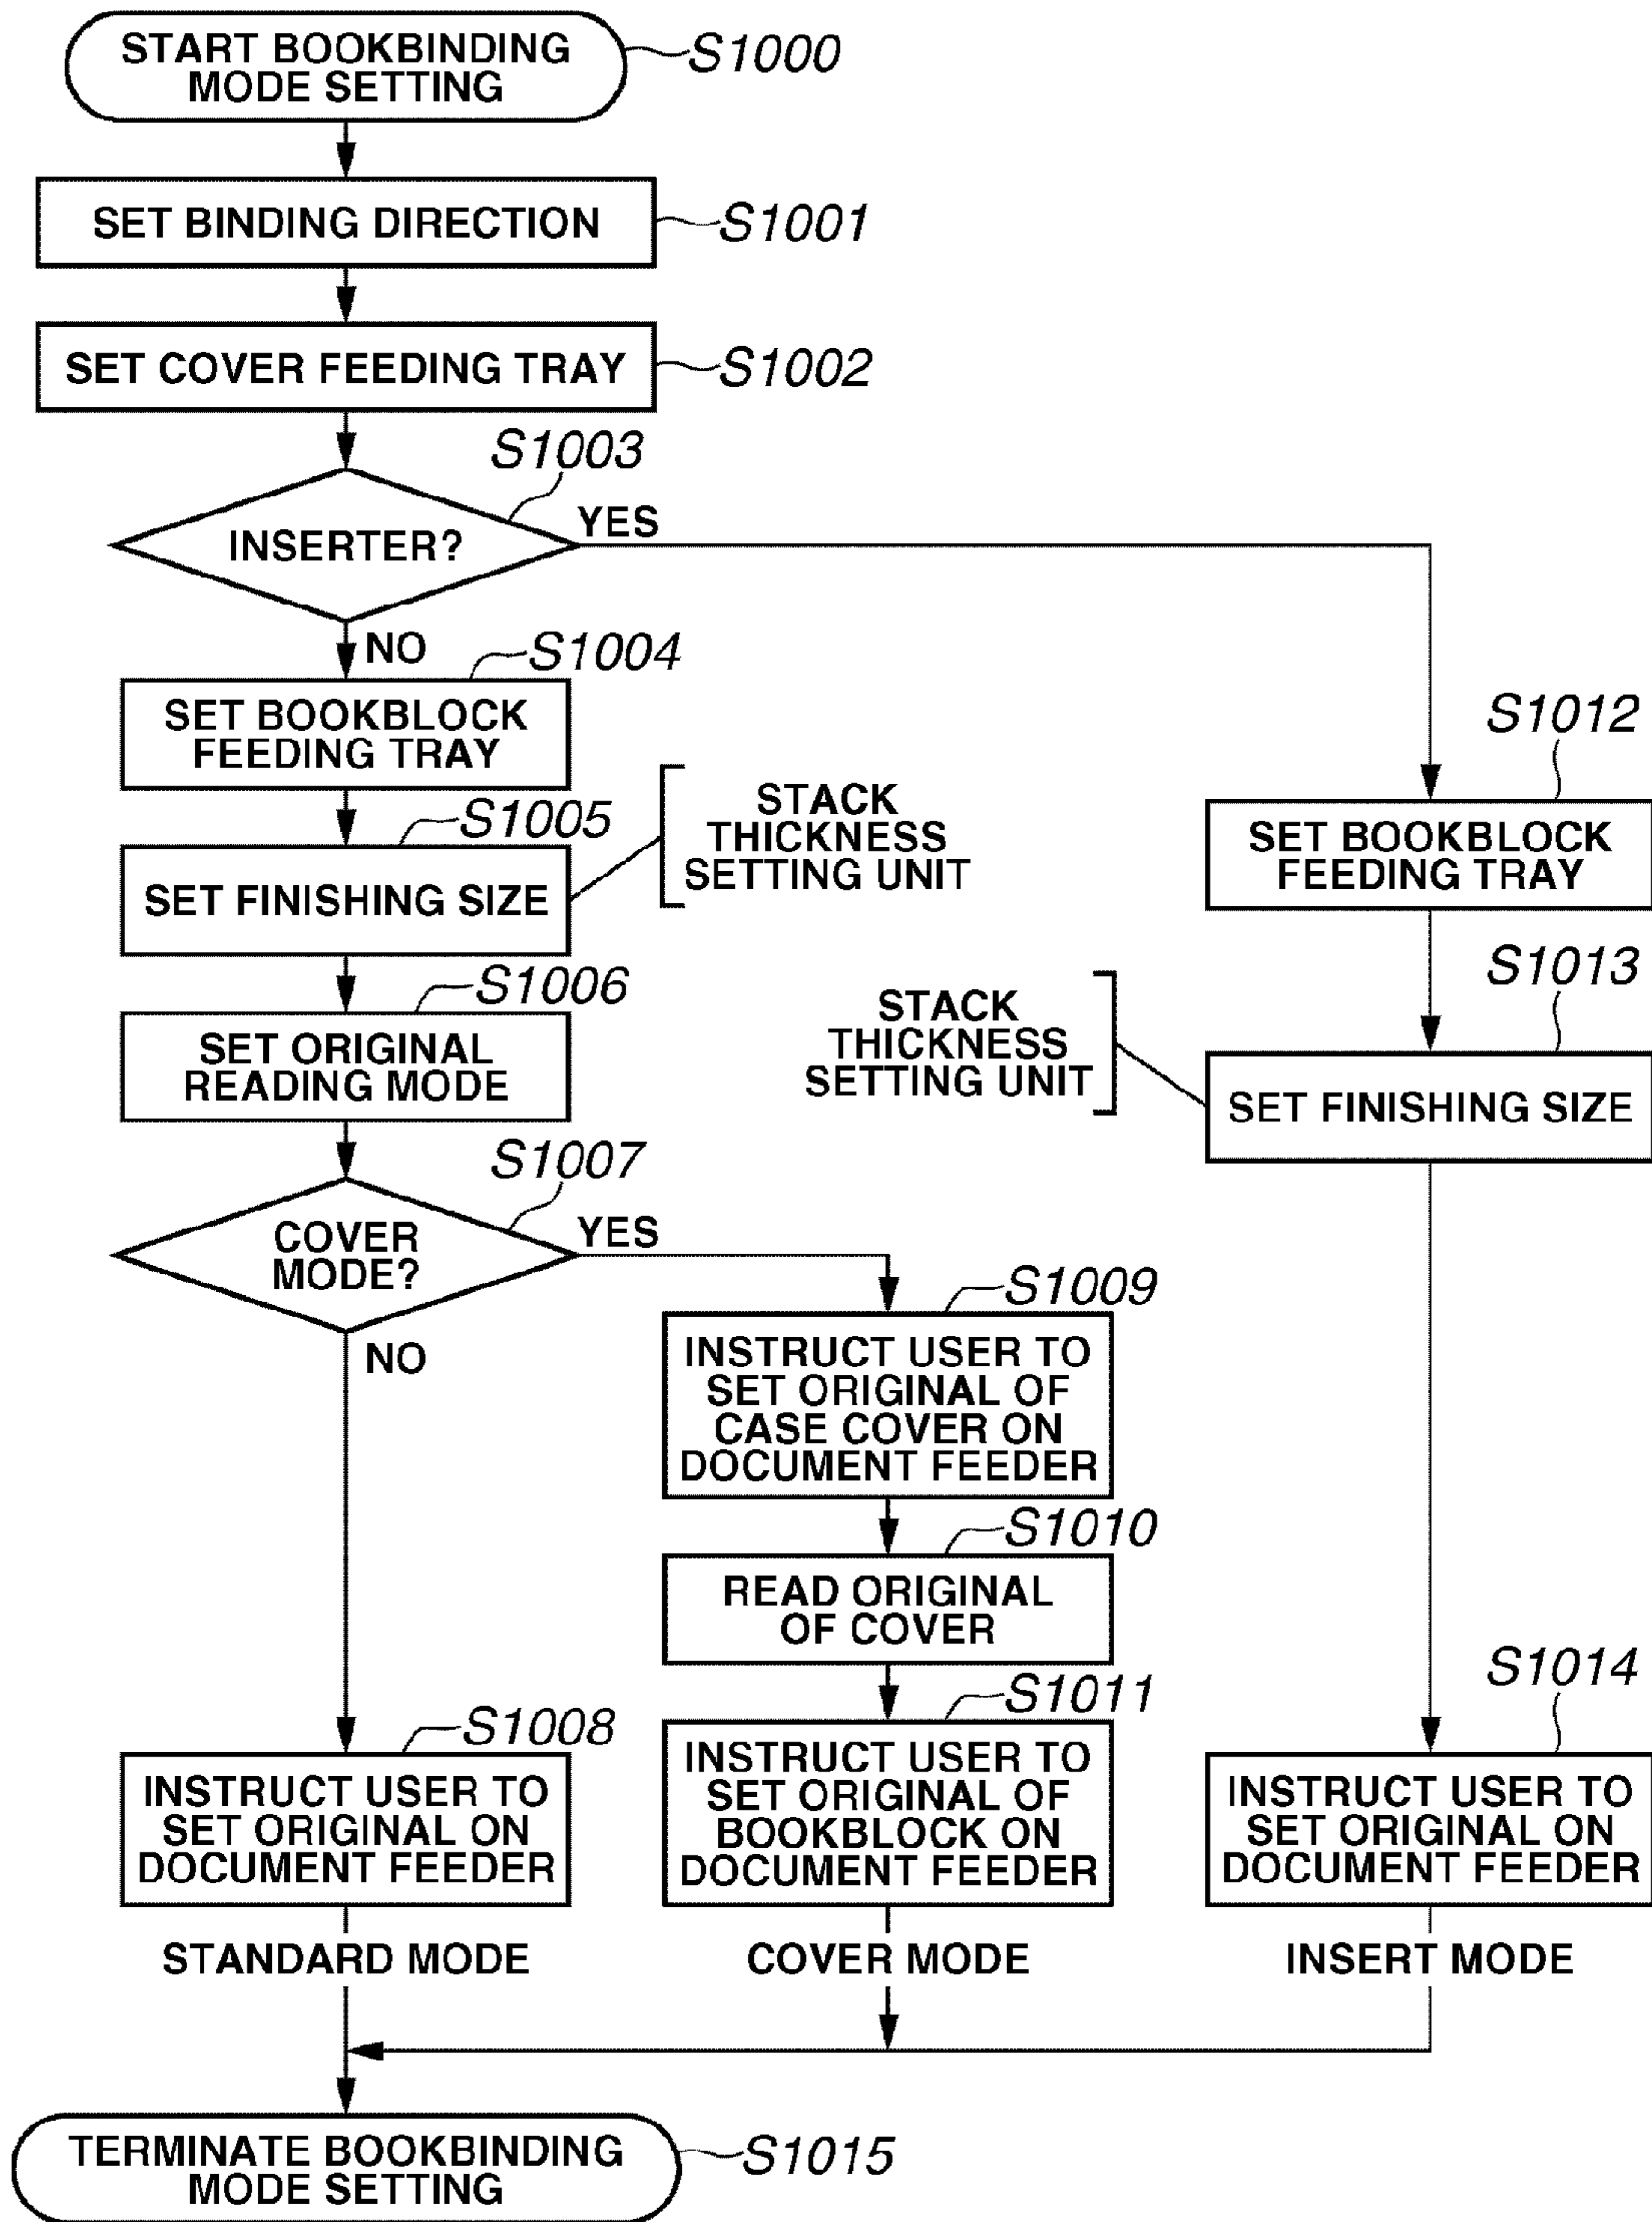 START BOOKBINDING
MODE SETTING
S1000
SET BINDING DIRECTION
S1001
SET COVER FEEDING TRAY
S1002
S1003
INSERTER?
YES
NO
S1004
SET BOOKBLOCK
FEEDING TRAY
S1005
SET FINISHING SIZE
STACK
THICKNESS
SETTING UNIT
S1006
SET ORIGINAL
READING MODE
S1007
COVER
MODE?
YES
NO
S1008
INSTRUCT USER TO
SET ORIGINAL ON
DOCUMENT FEEDER
STANDARD MODE
S1009
INSTRUCT USER TO
SET ORIGINAL OF
CASE COVER ON
DOCUMENT FEEDER
S1010
READ ORIGINAL
OF COVER
S1011
INSTRUCT USER TO
SET ORIGINAL OF
BOOKBLOCK ON
DOCUMENT FEEDER
COVER MODE
S1012
SET BOOKBLOCK
FEEDING TRAY
S1013
STACK
THICKNESS
SETTING UNIT
SET FINISHING SIZE
S1014
INSTRUCT USER TO
SET ORIGINAL ON
DOCUMENT FEEDER
INSERT MODE
TERMINATE BOOKBINDING
MODE SETTING
S1015